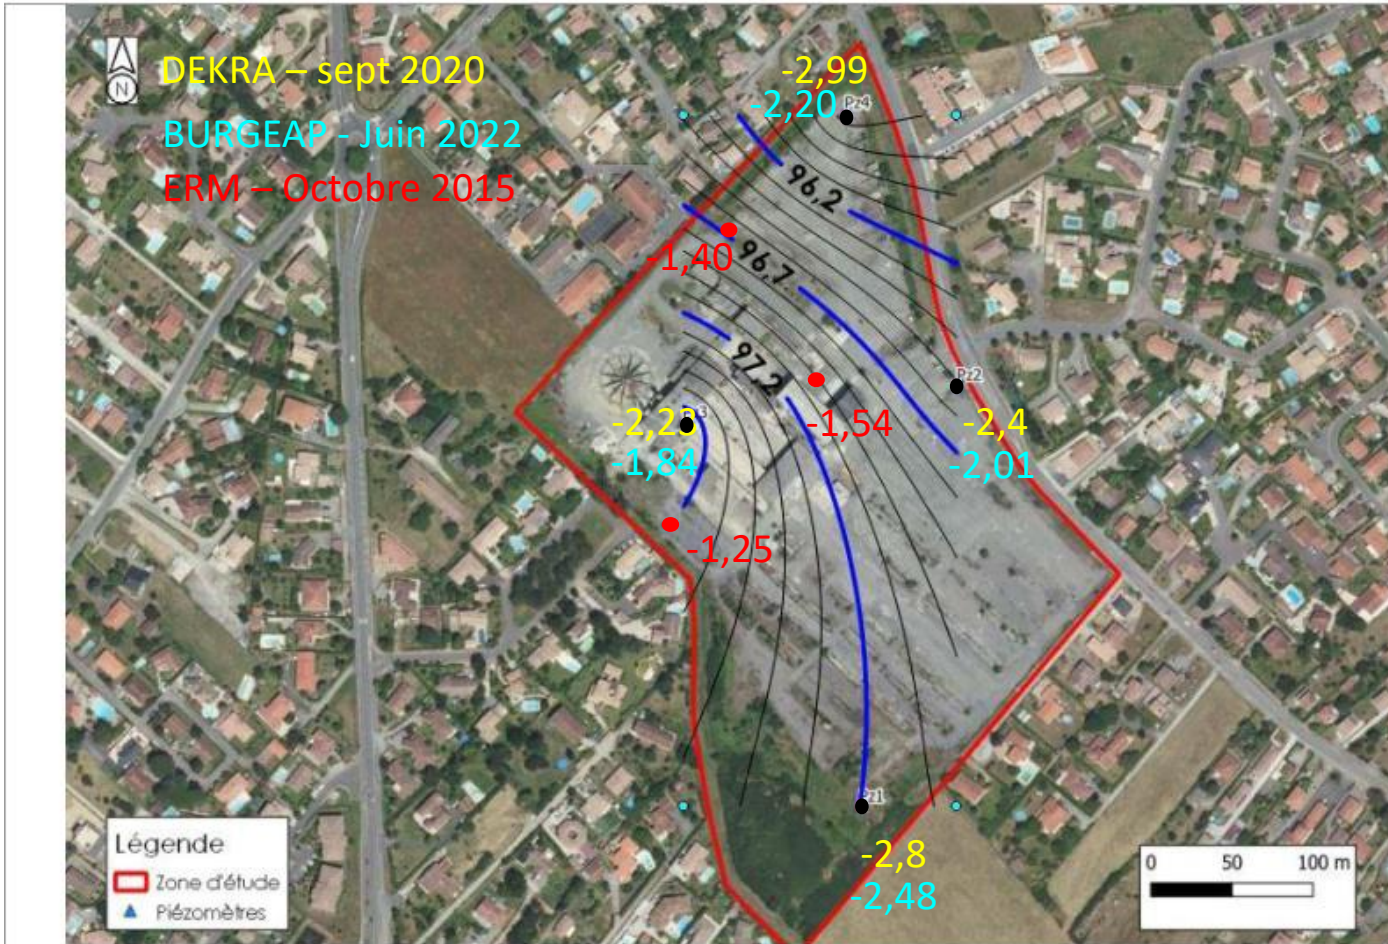 N
DEKRA – sept 2020
BURGEAP - Juin 2022
ERM – Octobre 2015
-2,99
-2,20
Pz4
96,2
-1,40
96,7
97,2
Pz2
-2,4
-2,01
-1,54
-2,23
-1,84
-1,25
Pz1
-2,8
-2,48
Légende
Zone d'étude
Piézomètres
0 50 100 m